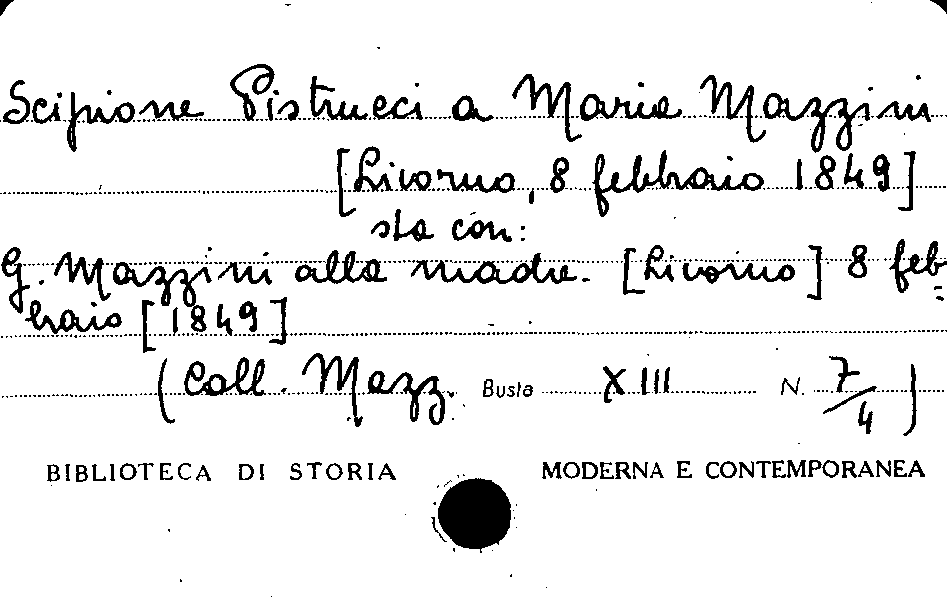 Scipione Pistrucci a Maria Mazzini
[Livorno, 8 febbraio 1849]
sta con:
G. Mazzini alla madre. [Livorno] 8 feb-
braio [1849]
(Coll. Mazz. Busta XIII N. 7/4)
BIBLIOTECA DI STORIA MODERNA E CONTEMPORANEA